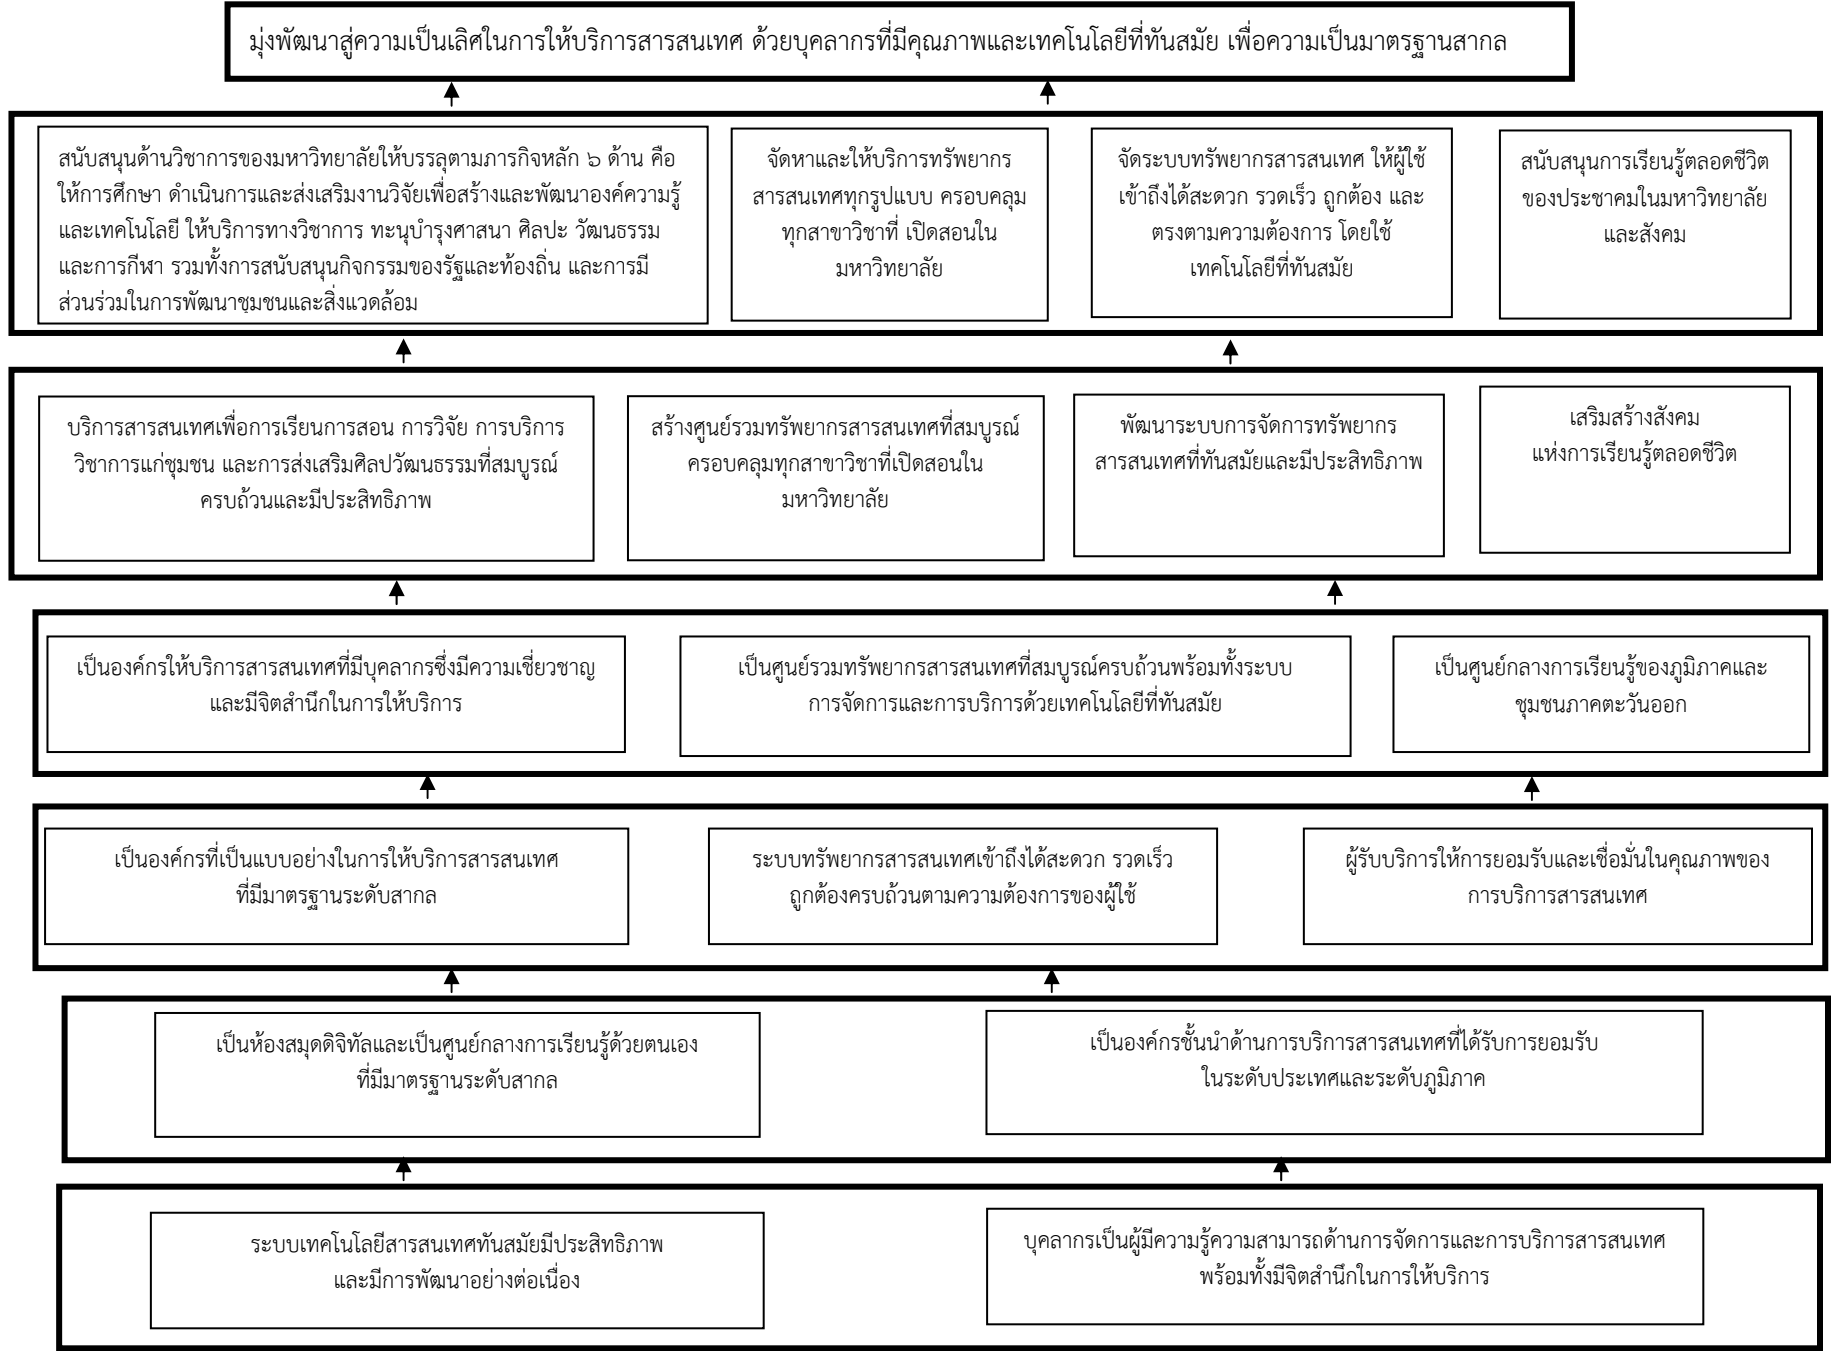 มุ่งพัฒนาสู่ความเป็นเลิศในการให้บริการสารสนเทศ ด้วยบุคลากรที่มีคุณภาพและเทคโนโลยีที่ทันสมัย เพื่อความเป็นมาตรฐานสากล
สนับสนุนด้านวิชาการของมหาวิทยาลัยให้บรรลุตามภารกิจหลัก ๖ ด้าน คือ
ให้การศึกษา ดำเนินการและส่งเสริมงานวิจัยเพื่อสร้างและพัฒนาองค์ความรู้
และเทคโนโลยี ให้บริการทางวิชาการ ทะนุบำรุงศาสนา ศิลปะ วัฒนธรรม
และการกีฬา รวมทั้งการสนับสนุนกิจกรรมของรัฐและท้องถิ่น และการมี
ส่วนร่วมในการพัฒนาชุมชนและสิ่งแวดล้อม
จัดหาและให้บริการทรัพยากร
สารสนเทศทุกรูปแบบ ครอบคลุม
ทุกสาขาวิชาที่ เปิดสอนใน
มหาวิทยาลัย
จัดระบบทรัพยากรสารสนเทศ ให้ผู้ใช้
เข้าถึงได้สะดวก รวดเร็ว ถูกต้อง และ
ตรงตามความต้องการ โดยใช้
เทคโนโลยีที่ทันสมัย
สนับสนุนการเรียนรู้ตลอดชีวิต
ของประชาคมในมหาวิทยาลัย
และสังคม
บริการสารสนเทศเพื่อการเรียนการสอน การวิจัย การบริการ
วิชาการแก่ชุมชน และการส่งเสริมศิลปวัฒนธรรมที่สมบูรณ์
ครบถ้วนและมีประสิทธิภาพ
สร้างศูนย์รวมทรัพยากรสารสนเทศที่สมบูรณ์
ครอบคลุมทุกสาขาวิชาที่เปิดสอนใน
มหาวิทยาลัย
พัฒนาระบบการจัดการทรัพยากร
สารสนเทศที่ทันสมัยและมีประสิทธิภาพ
เสริมสร้างสังคม
แห่งการเรียนรู้ตลอดชีวิต
เป็นองค์กรให้บริการสารสนเทศที่มีบุคลากรซึ่งมีความเชี่ยวชาญ
และมีจิตสำนึกในการให้บริการ
เป็นศูนย์รวมทรัพยากรสารสนเทศที่สมบูรณ์ครบถ้วนพร้อมทั้งระบบ
การจัดการและการบริการด้วยเทคโนโลยีที่ทันสมัย
เป็นศูนย์กลางการเรียนรู้ของภูมิภาคและ
ชุมชนภาคตะวันออก
เป็นองค์กรที่เป็นแบบอย่างในการให้บริการสารสนเทศ
ที่มีมาตรฐานระดับสากล
ระบบทรัพยากรสารสนเทศเข้าถึงได้สะดวก รวดเร็ว
ถูกต้องครบถ้วนตามความต้องการของผู้ใช้
ผู้รับบริการให้การยอมรับและเชื่อมั่นในคุณภาพของ
การบริการสารสนเทศ
เป็นห้องสมุดดิจิทัลและเป็นศูนย์กลางการเรียนรู้ด้วยตนเอง
ที่มีมาตรฐานระดับสากล
เป็นองค์กรชั้นนำด้านการบริการสารสนเทศที่ได้รับการยอมรับ
ในระดับประเทศและระดับภูมิภาค
ระบบเทคโนโลยีสารสนเทศทันสมัยมีประสิทธิภาพ
และมีการพัฒนาอย่างต่อเนื่อง
บุคลากรเป็นผู้มีความรู้ความสามารถด้านการจัดการและการบริการสารสนเทศ
พร้อมทั้งมีจิตสำนึกในการให้บริการ